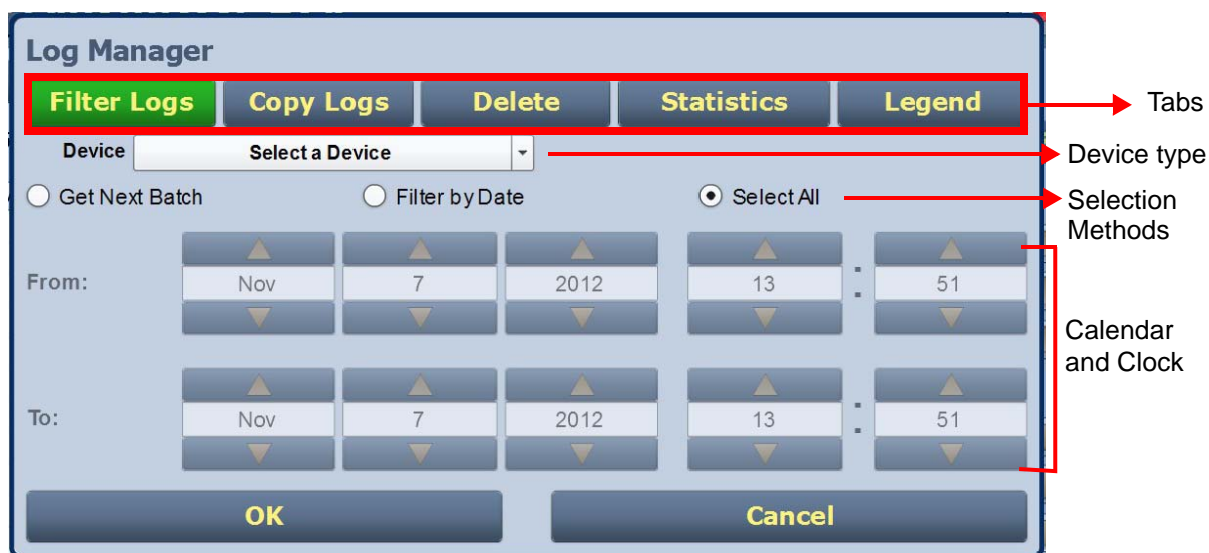 Log Manager
Filter Logs Copy Logs Delete Statistics Legend
Tabs
Device Select a Device
Device type
Get Next Batch Filter by Date Select All
Selection
Methods
From: Nov 7 2012 13 : 51
Calendar
and Clock
To: Nov 7 2012 13 : 51
OK Cancel